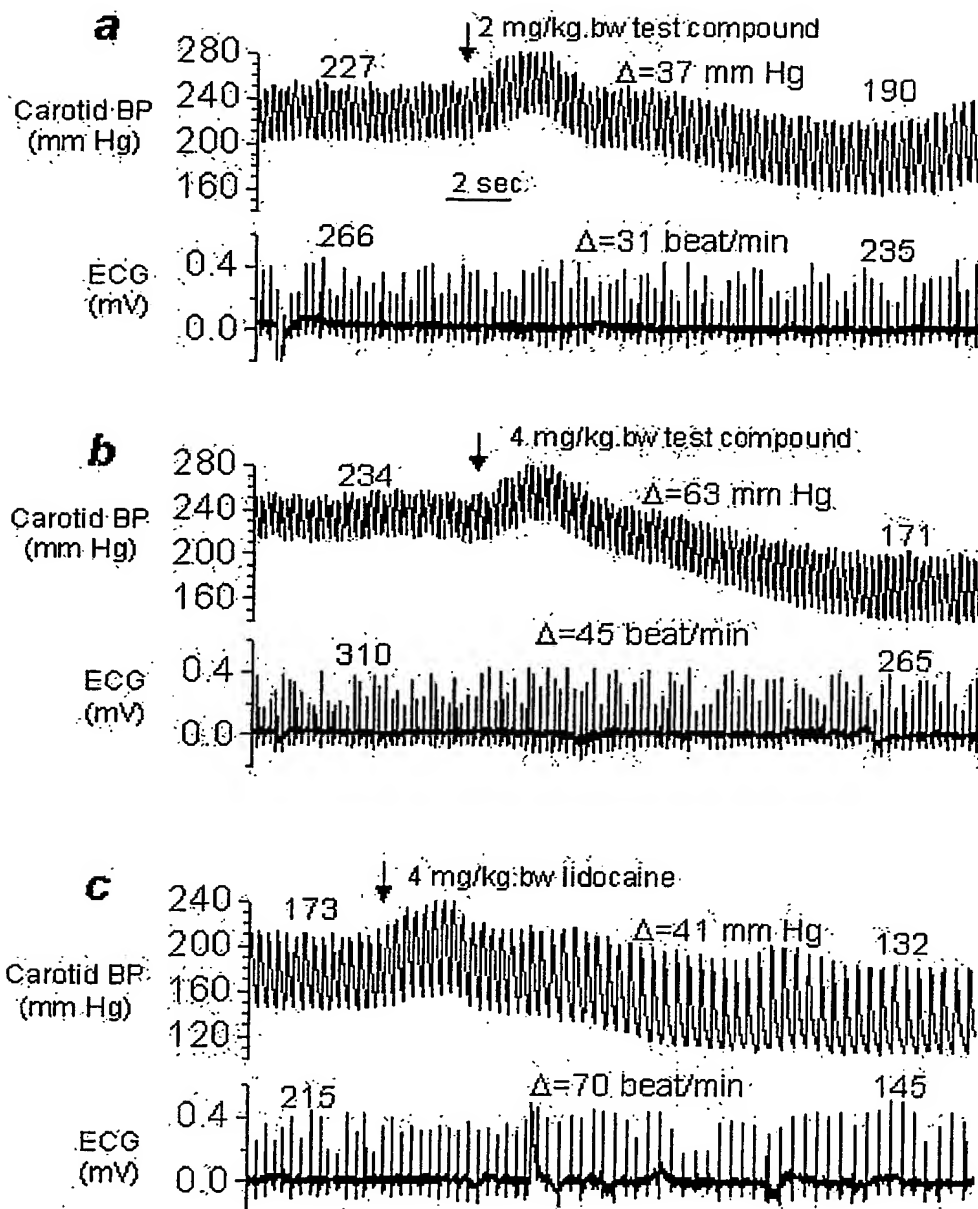 a
2 mg/kg.bw test compound
280
240
200
160
Carotid BP
(mm Hg)
227
Δ=37 mm Hg
190
2 sec
ECG
(mV)
0.4
0.0
266
Δ=31 beat/min
235
b
4 mg/kg.bw test compound
280
240
200
160
Carotid BP
(mm Hg)
234
Δ=63 mm Hg
171
ECG
(mV)
0.4
0.0
310
Δ=45 beat/min
265
c
4 mg/kg.bw lidocaine
240
200
160
120
Carotid BP
(mm Hg)
173
Δ=41 mm Hg
132
ECG
(mV)
0.4
0.0
215
Δ=70 beat/min
145